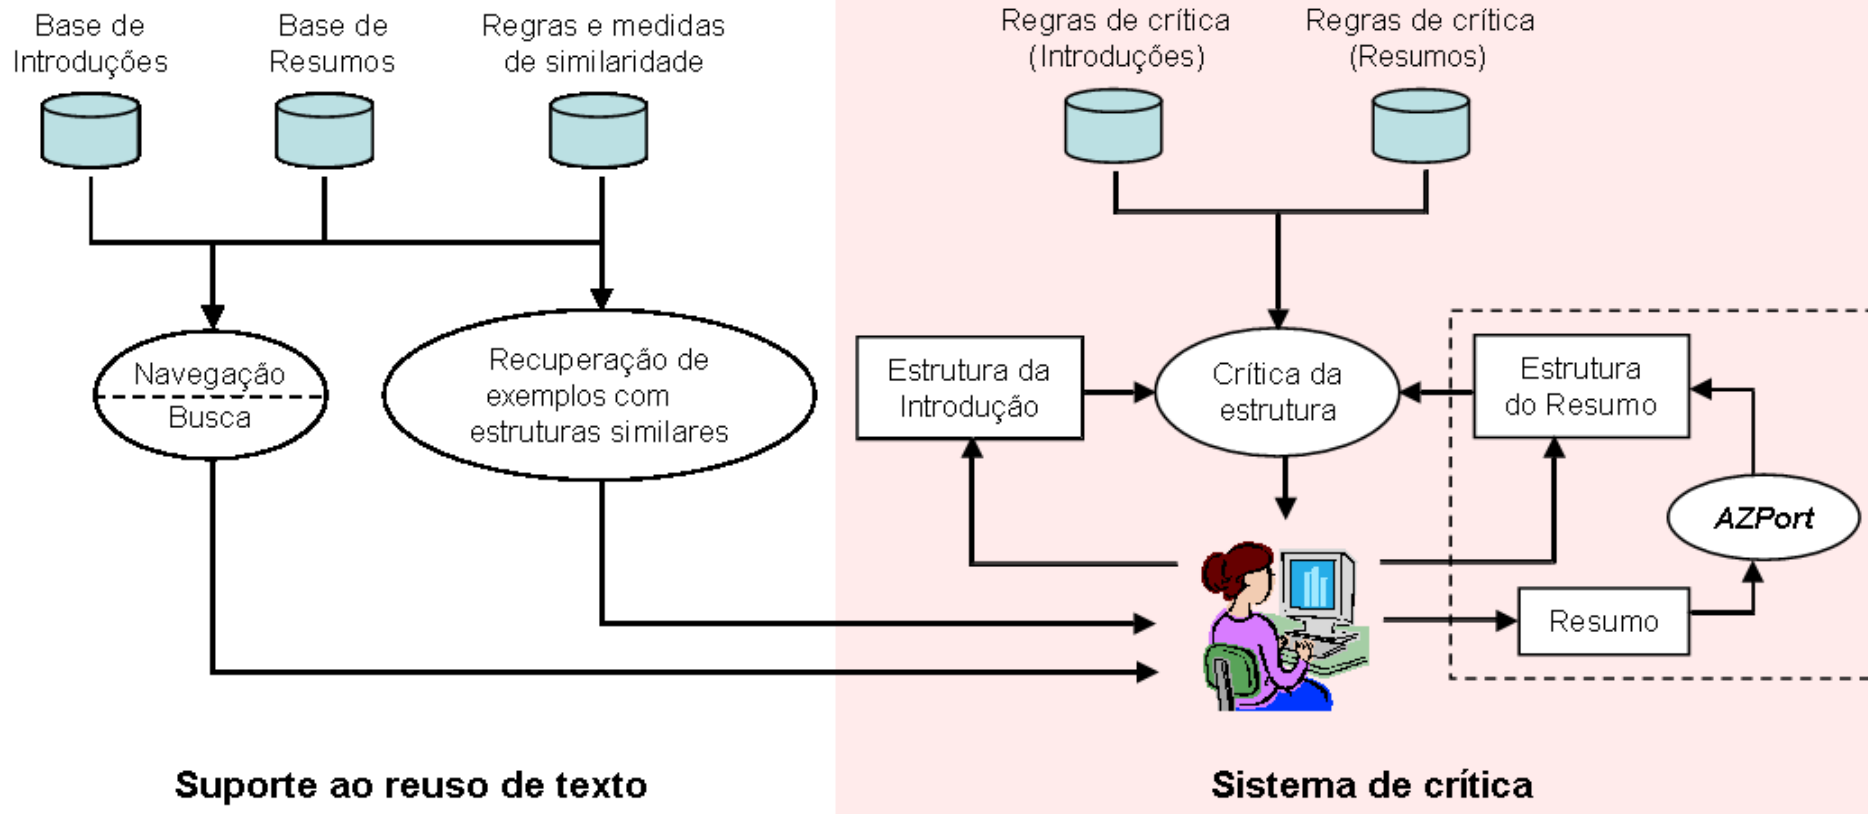 Base de
Introduções
Base de
Resumos
Regras e medidas
de similaridade
Regras de crítica
(Introduções)
Regras de crítica
(Resumos)
Navegação
Busca
Recuperação de
exemplos com
estruturas similares
Estrutura da
Introdução
Crítica da
estrutura
Estrutura
do Resumo
AZPort
Resumo
Suporte ao reuso de texto
Sistema de crítica